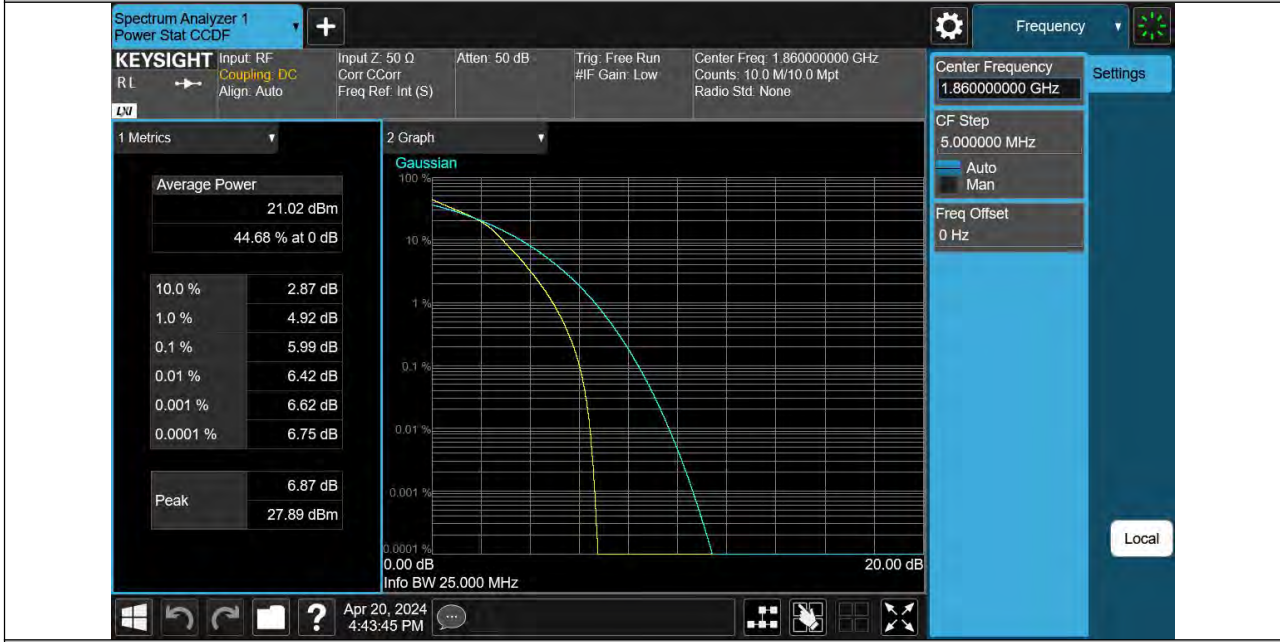 Spectrum Analyzer 1
Power Stat CCDF
Frequency
KEYSIGHT
RL
LXI
Input: RF
Coupling: DC
Align: Auto
Input Z: 50 Ω
Corr CCorr
Freq Ref: Int (S)
Atten: 50 dB
Trig: Free Run
#IF Gain: Low
Center Freq: 1.860000000 GHz
Counts: 10.0 M/10.0 Mpt
Radio Std: None
Center Frequency
1.860000000 GHz
Settings
CF Step
5.000000 MHz
Auto
Man
Freq Offset
0 Hz
1 Metrics
Average Power
21.02 dBm
44.68 % at 0 dB
10.0 % 2.87 dB
1.0 % 4.92 dB
0.1 % 5.99 dB
0.01 % 6.42 dB
0.001 % 6.62 dB
0.0001 % 6.75 dB
Peak
6.87 dB
27.89 dBm
2 Graph
Gaussian
100 %
10 %
1 %
0.1 %
0.01 %
0.001 %
0.0001 %
0.00 dB 20.00 dB
Info BW 25.000 MHz
Local
?
Apr 20, 2024
4:43:45 PM